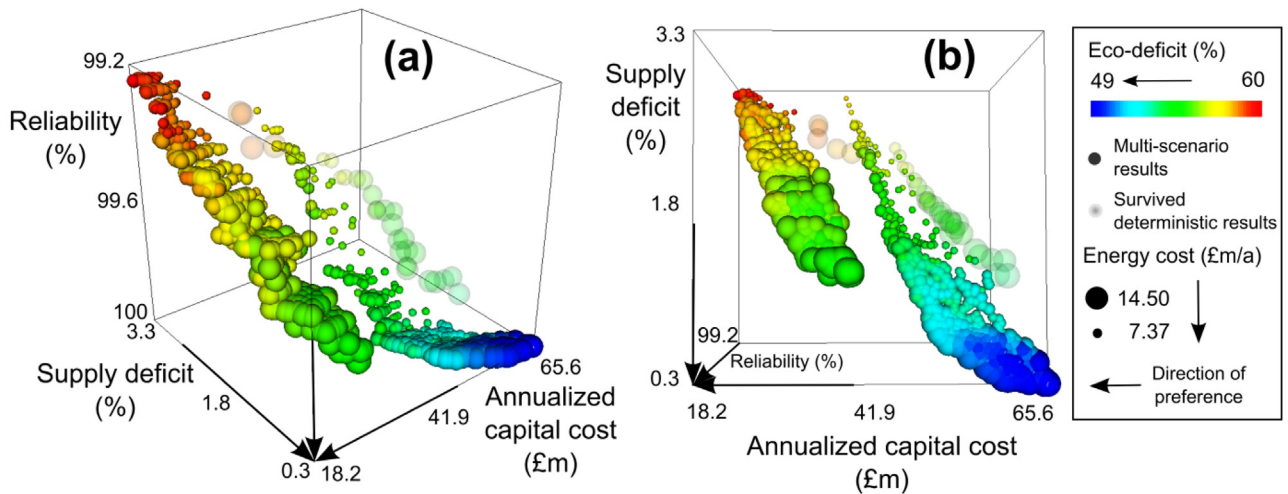 (a)
99.2
Reliability
(%)
99.6
100
3.3
Supply deficit
(%)
1.8
0.3
18.2
41.9
65.6
Annualized
capital cost
(£m)
(b)
3.3
Supply
deficit
(%)
1.8
99.2
Reliability (%)
0.3
18.2
41.9
65.6
Annualized capital cost
(£m)
Eco-deficit (%)
49
60
Multi-scenario
results
Survived
deterministic results
Energy cost (£m/a)
14.50
7.37
Direction of
preference